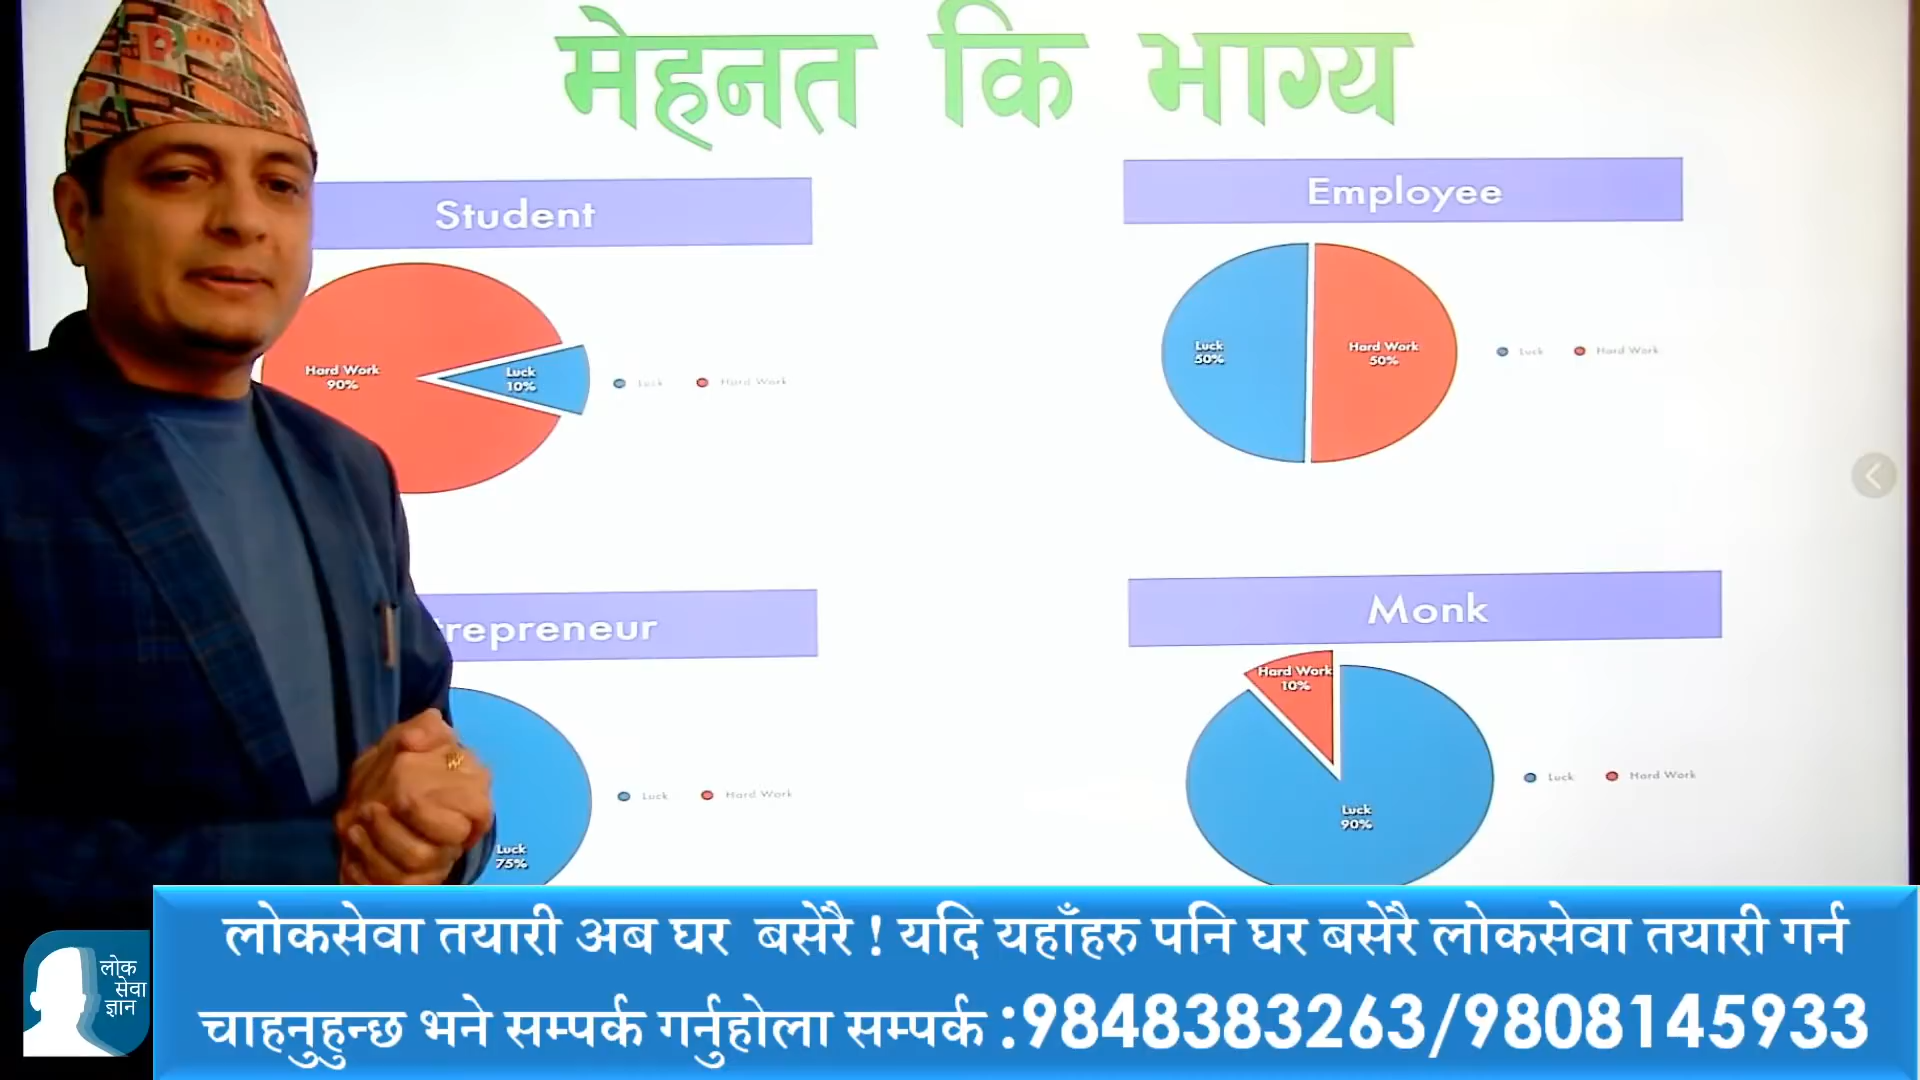 मेहनत कि भाग्य
Student
Employee
Hard Work
90%
Luck
10%
Luck
Hard Work
Luck
50%
Hard Work
50%
Luck
Hard Work
trepreneur
Monk
Luck
75%
Luck
Hard Work
Hard Work
10%
Luck
90%
Luck
Hard Work
लोकसेवा तयारी अब घर बसेरै ! यदि यहाँहरु पनि घर बसेरै लोकसेवा तयारी गर्न
चाहनुहुन्छ भने सम्पर्क गर्नुहोला सम्पर्क :9848383263/9808145933
लोक
सेवा
ज्ञान